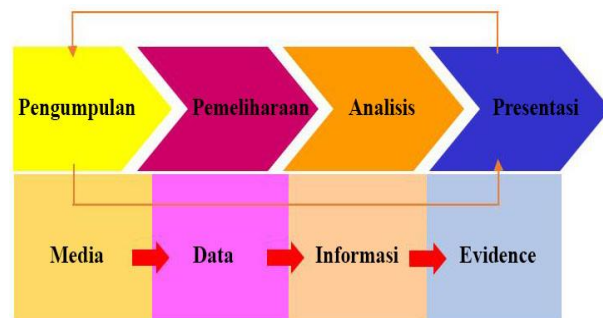 Pengumpulan
Pemeliharaan
Analisis
Presentasi
Media
Data
Informasi
Evidence